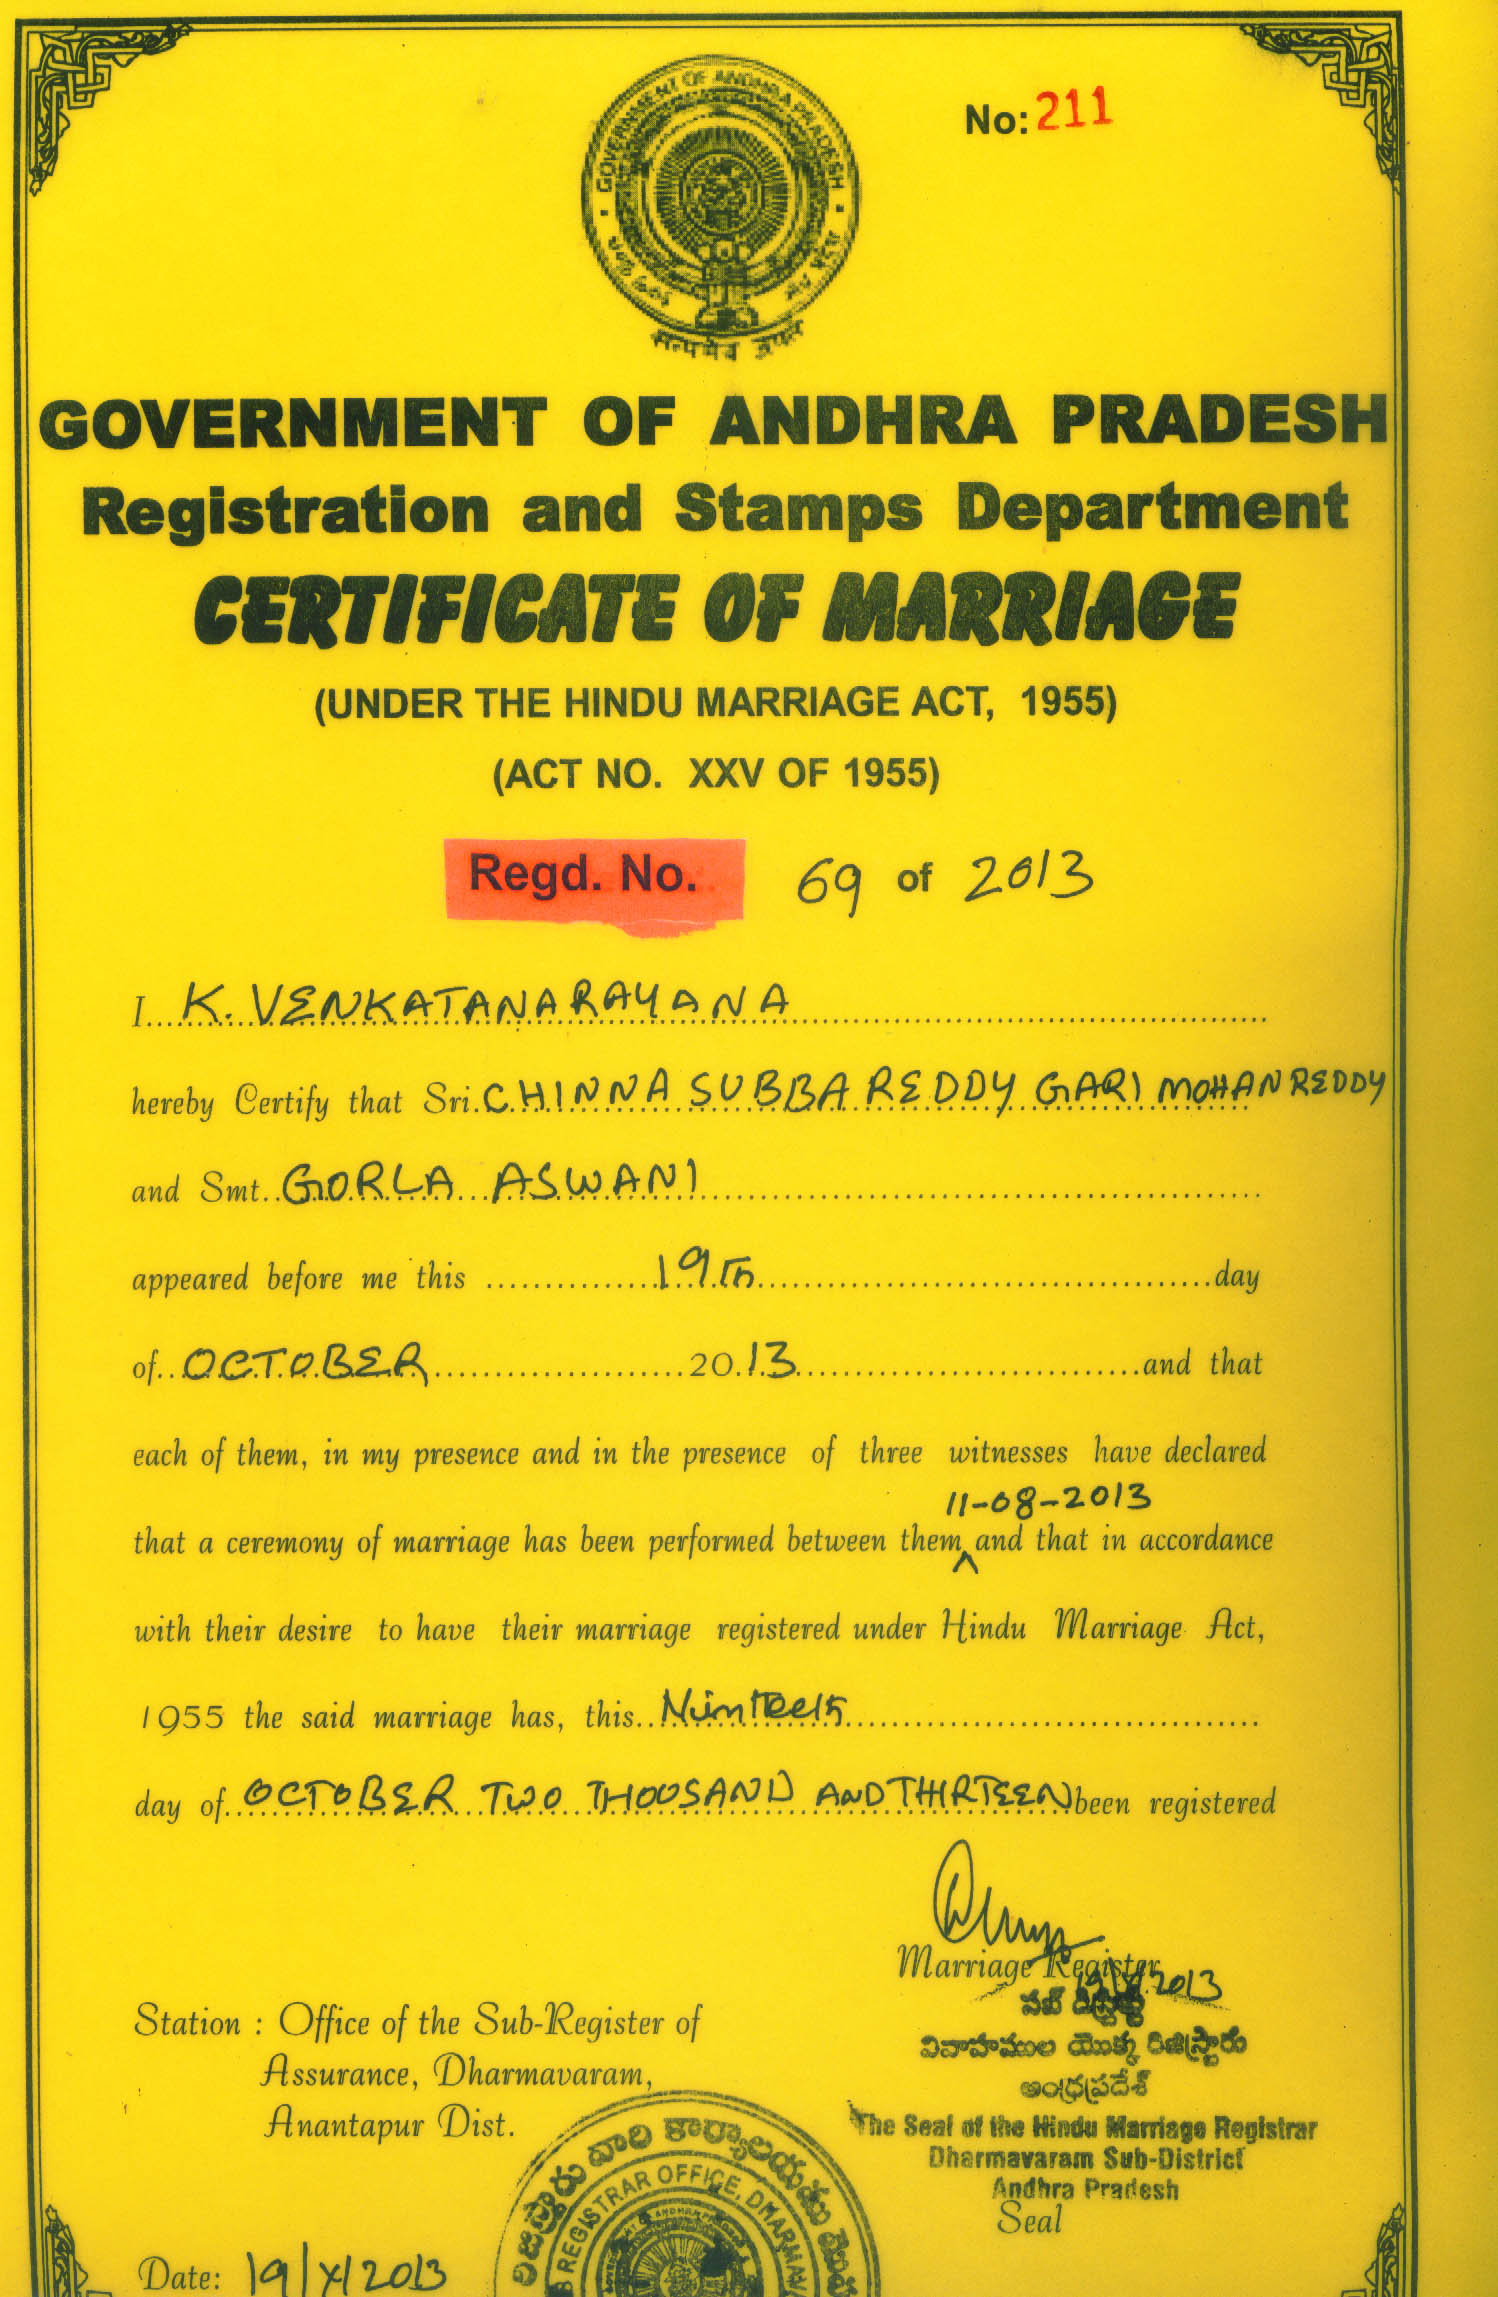 GOVERNMENT OF ANDHRA PRADESH
No: 211
GOVERNMENT OF ANDHRA PRADESH
Registration and Stamps Department
CERTIFICATE OF MARRIAGE
(UNDER THE HINDU MARRIAGE ACT, 1955)
(ACT NO. XXV OF 1955)
Regd. No. 69 of 2013
I K. VENKATANARAYANA
hereby Certify that Sri. CHINNA SUBBA REDDY GARI MOHAN REDDY
and Smt. GORLA ASWANI
appeared before me this 19Th day
of OCTOBER 2013 and that
each of them, in my presence and in the presence of three witnesses have declared
11-08-2013
that a ceremony of marriage has been performed between them ^ and that in accordance
with their desire to have their marriage registered under Hindu Marriage Act,
1955 the said marriage has, this
day of OCTOBER TWO THOUSAND AND THIRTEEN been registered
Marriage Register
19/X/2013
సబ్ రిజిస్ట్రార్
వివాహముల యొక్క రిజిస్ట్రారు
ఆంధ్రప్రదేశ్
The Seal of the Hindu Marriage Registrar
Dharmavaram Sub-District
Andhra Pradesh
Seal
Station : Office of the Sub-Register of
Assurance, Dharmavaram,
Anantapur Dist.
వారి కార్యాలయము
REGISTRAR OFFICE,
Date: 19/X/2013